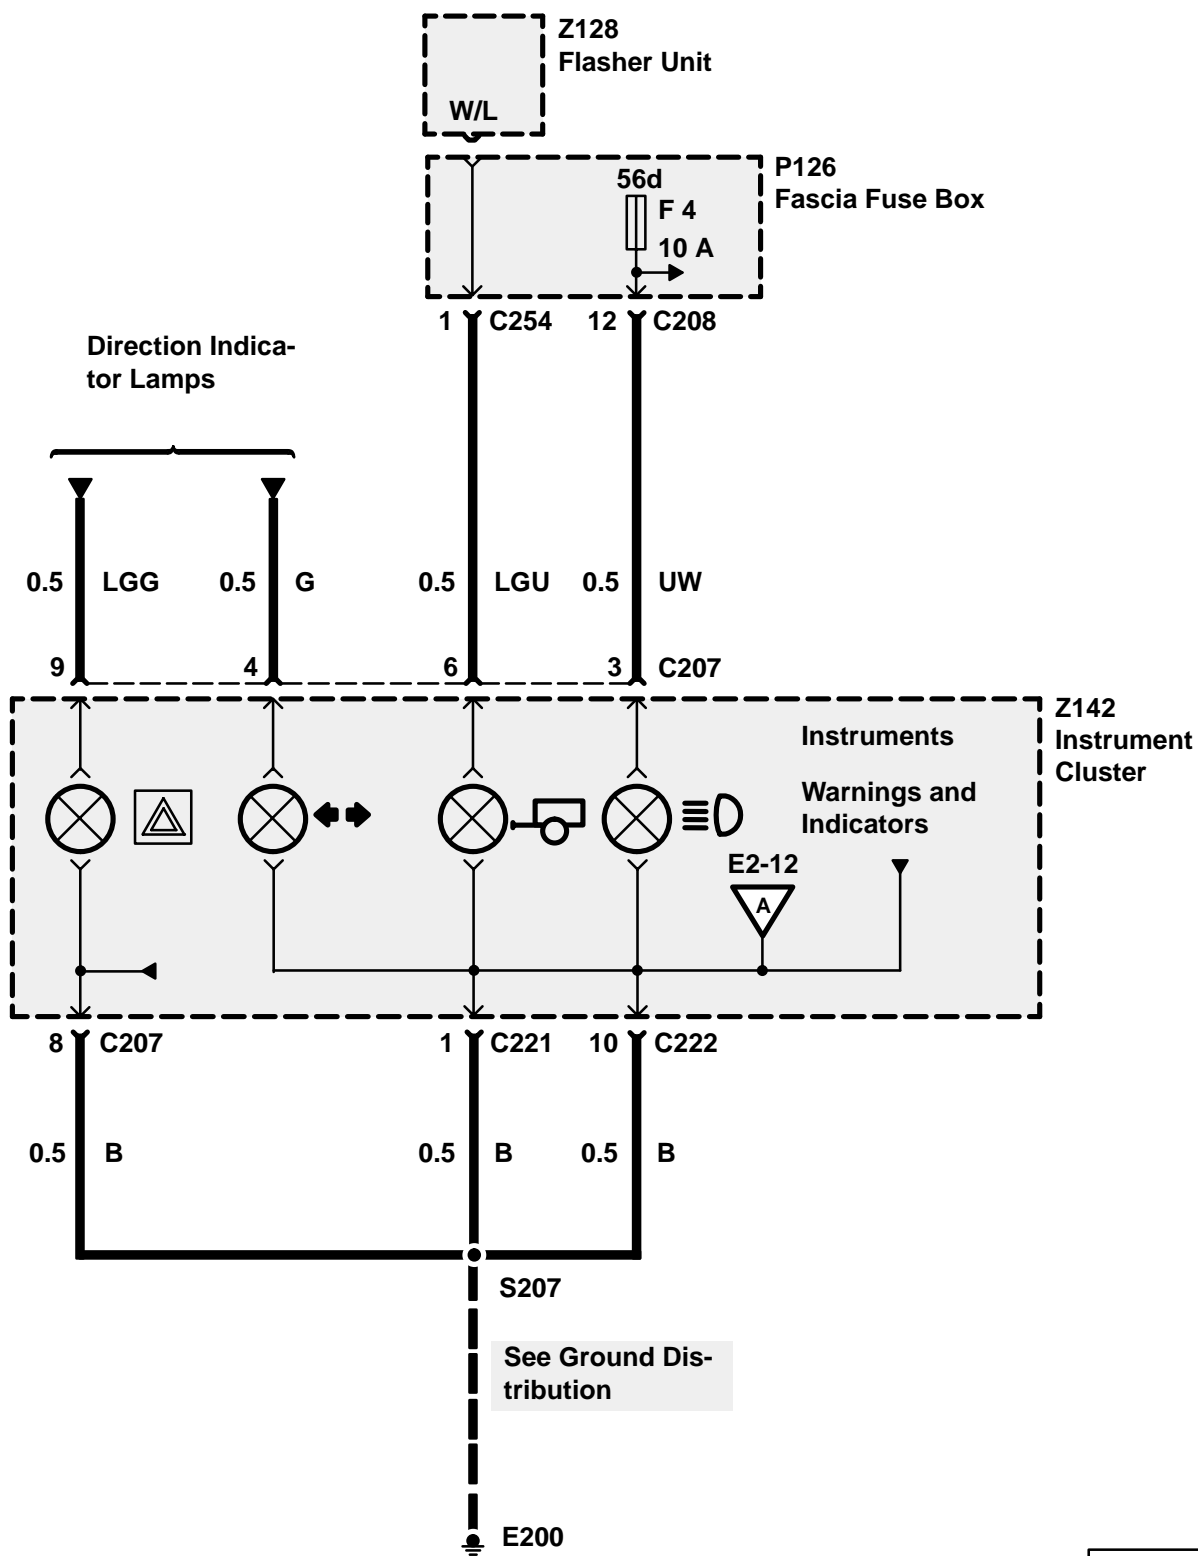 Z128
Flasher Unit
W/L
P126
Fascia Fuse Box
56d
F 4
10 A
1 C254 12 C208
Direction Indica-
tor Lamps
0.5 LGG 0.5 G 0.5 LGU 0.5 UW
9 4 6 3 C207
Z142
Instrument
Cluster
Instruments
Warnings and
Indicators
E2-12
A
8 C207 1 C221 10 C222
0.5 B 0.5 B 0.5 B
S207
See Ground Dis-
tribution
E200